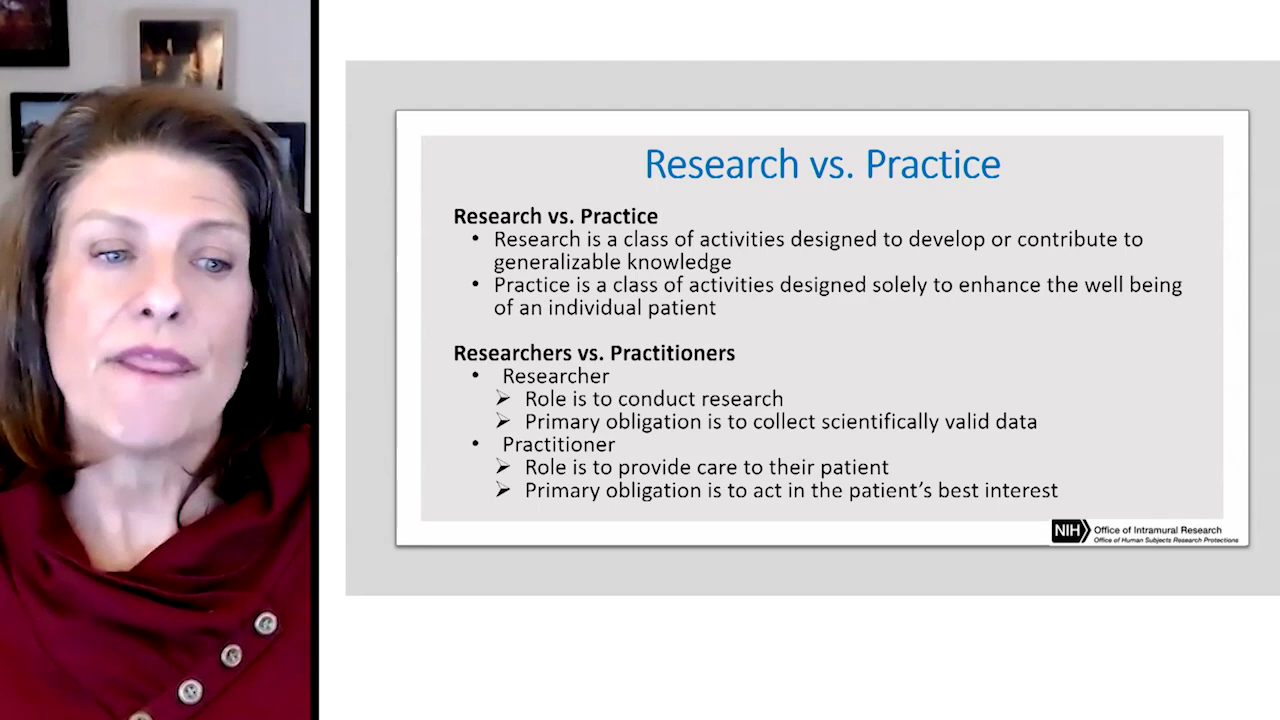 Research vs. Practice
Research vs. Practice
• Research is a class of activities designed to develop or contribute to
generalizable knowledge
• Practice is a class of activities designed solely to enhance the well being
of an individual patient
Researchers vs. Practitioners
• Researcher
➢ Role is to conduct research
➢ Primary obligation is to collect scientifically valid data
• Practitioner
➢ Role is to provide care to their patient
➢ Primary obligation is to act in the patient’s best interest
NIH Office of Intramural Research
Office of Human Subjects Research Protections